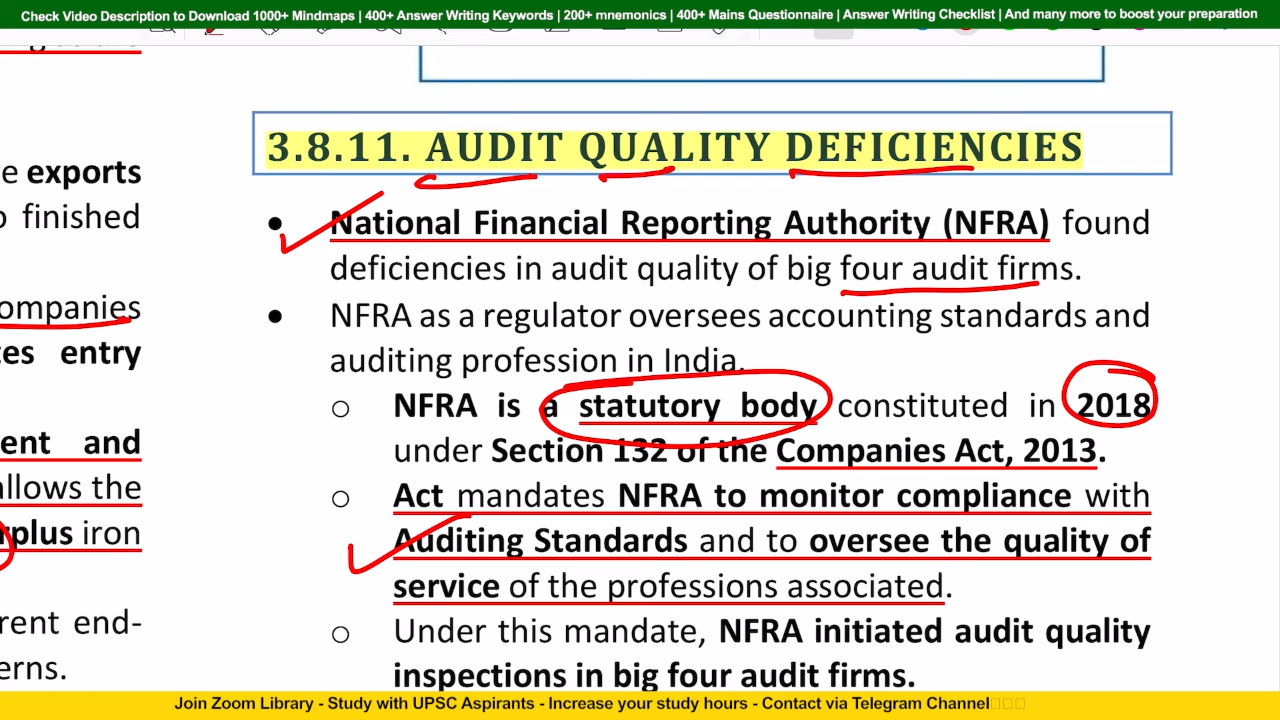 Check Video Description to Download 1000+ Mindmaps | 400+ Answer Writing Keywords | 200+ mnemonics | 400+ Mains Questionnaire | Answer Writing Checklist | And many more to boost your preparation
exports
finished
ompanies
entry
ent and
allows the
rplus iron
rent end-
erns.
3.8.11. AUDIT QUALITY DEFICIENCIES
• National Financial Reporting Authority (NFRA) found
deficiencies in audit quality of big four audit firms.
• NFRA as a regulator oversees accounting standards and
auditing profession in India.
o NFRA is a statutory body constituted in 2018
under Section 132 of the Companies Act, 2013.
o Act mandates NFRA to monitor compliance with
Auditing Standards and to oversee the quality of
service of the professions associated.
o Under this mandate, NFRA initiated audit quality
inspections in big four audit firms.
Join Zoom Library - Study with UPSC Aspirants - Increase your study hours - Contact via Telegram Channel